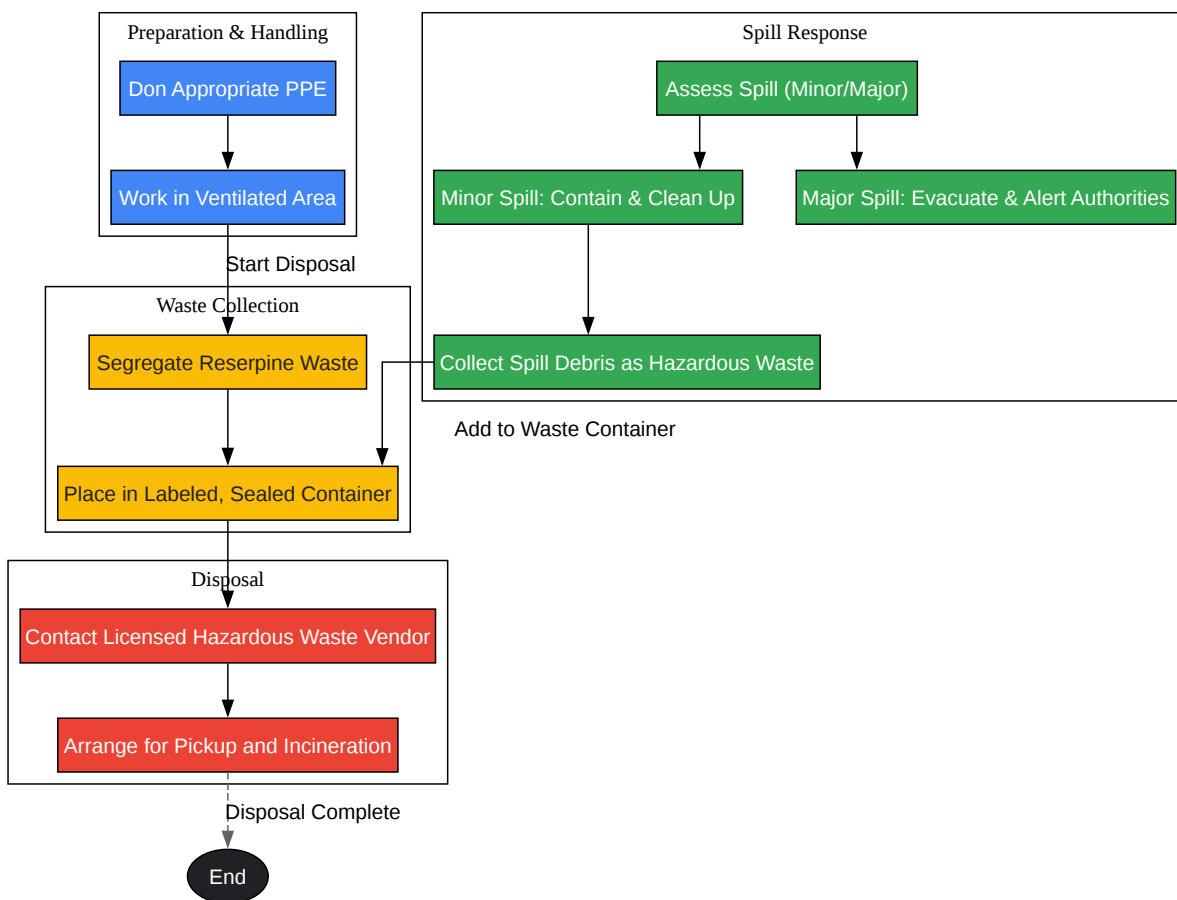 Preparation & Handling
Don Appropriate PPE
Work in Ventilated Area
Start Disposal
Spill Response
Assess Spill (Minor/Major)
Minor Spill: Contain & Clean Up
Major Spill: Evacuate & Alert Authorities
Collect Spill Debris as Hazardous Waste
Add to Waste Container
Waste Collection
Segregate Reserpine Waste
Place in Labeled, Sealed Container
Disposal
Contact Licensed Hazardous Waste Vendor
Arrange for Pickup and Incineration
Disposal Complete
End